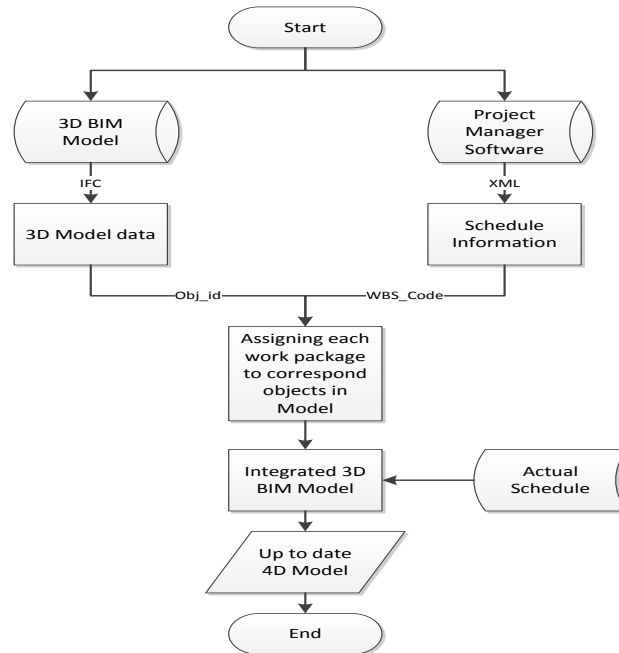 Start
3D BIM
Model
Project
Manager
Software
IFC
XML
3D Model data
Schedule
Information
Obj_id
WBS_Code
Assigning each
work package
to correspond
objects in
Model
Integrated 3D
BIM Model
Actual
Schedule
Up to date
4D Model
End